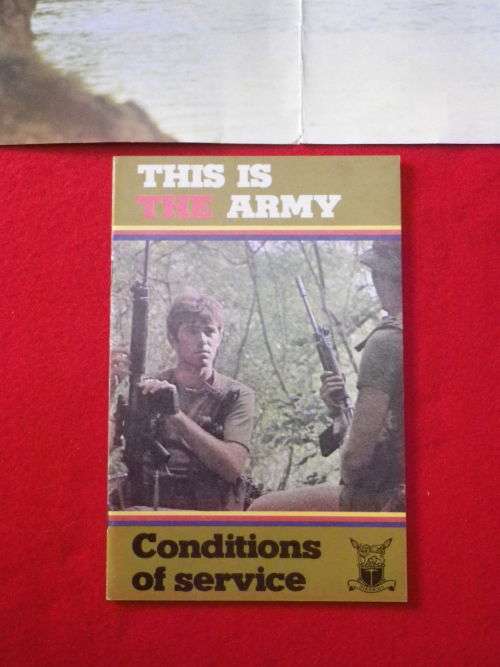 THIS IS
THE ARMY
Conditions
of service